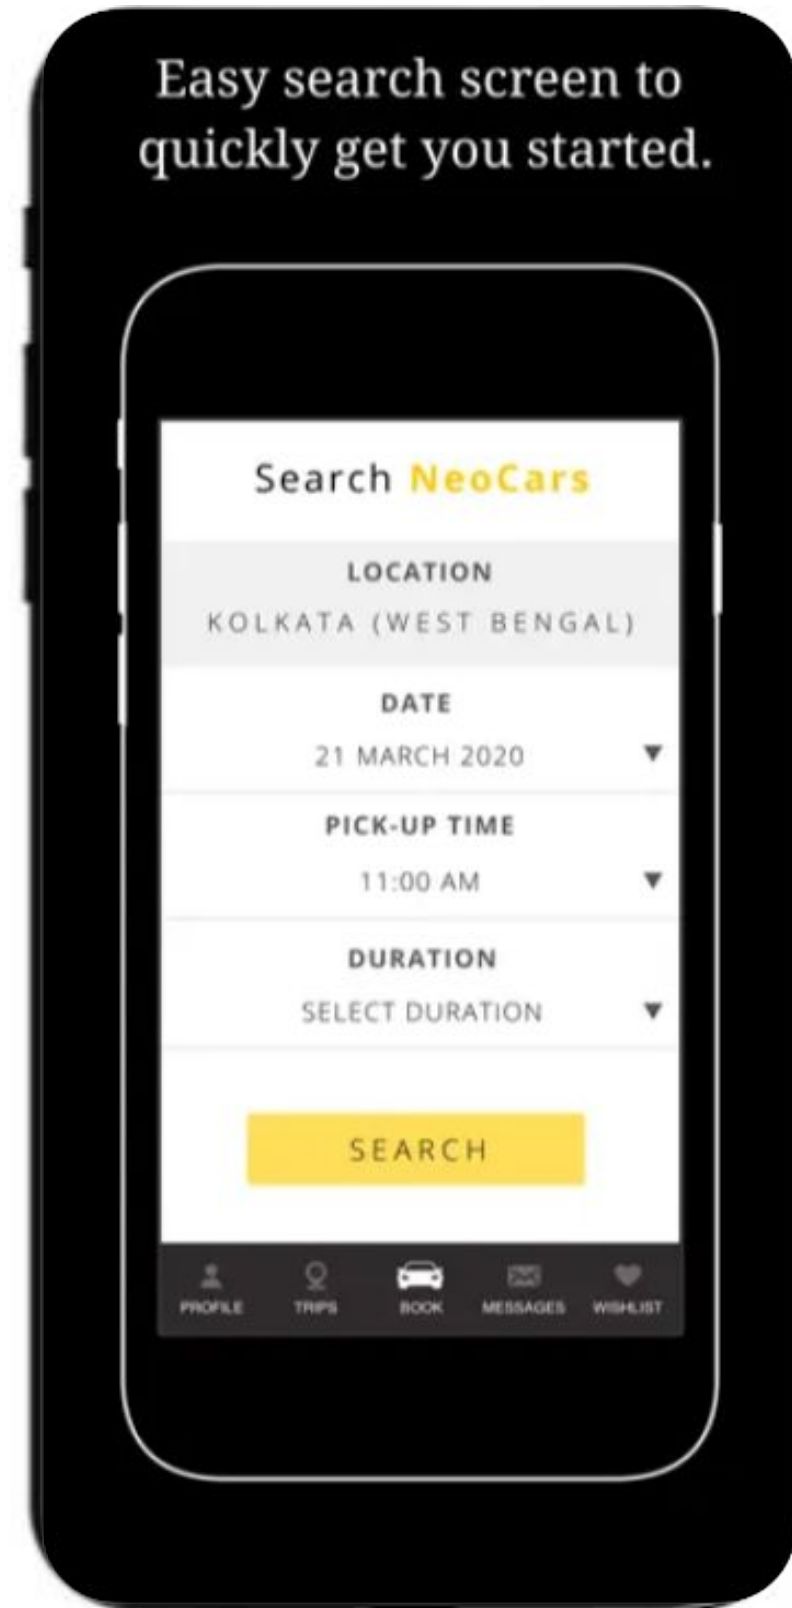 Easy search screen to
quickly get you started.
Search NeoCars
LOCATION
KOLKATA (WEST BENGAL)
DATE
21 MARCH 2020
▼
PICK-UP TIME
11:00 AM
▼
DURATION
SELECT DURATION
▼
SEARCH
PROFILE TRIPS BOOK MESSAGES WISHLIST